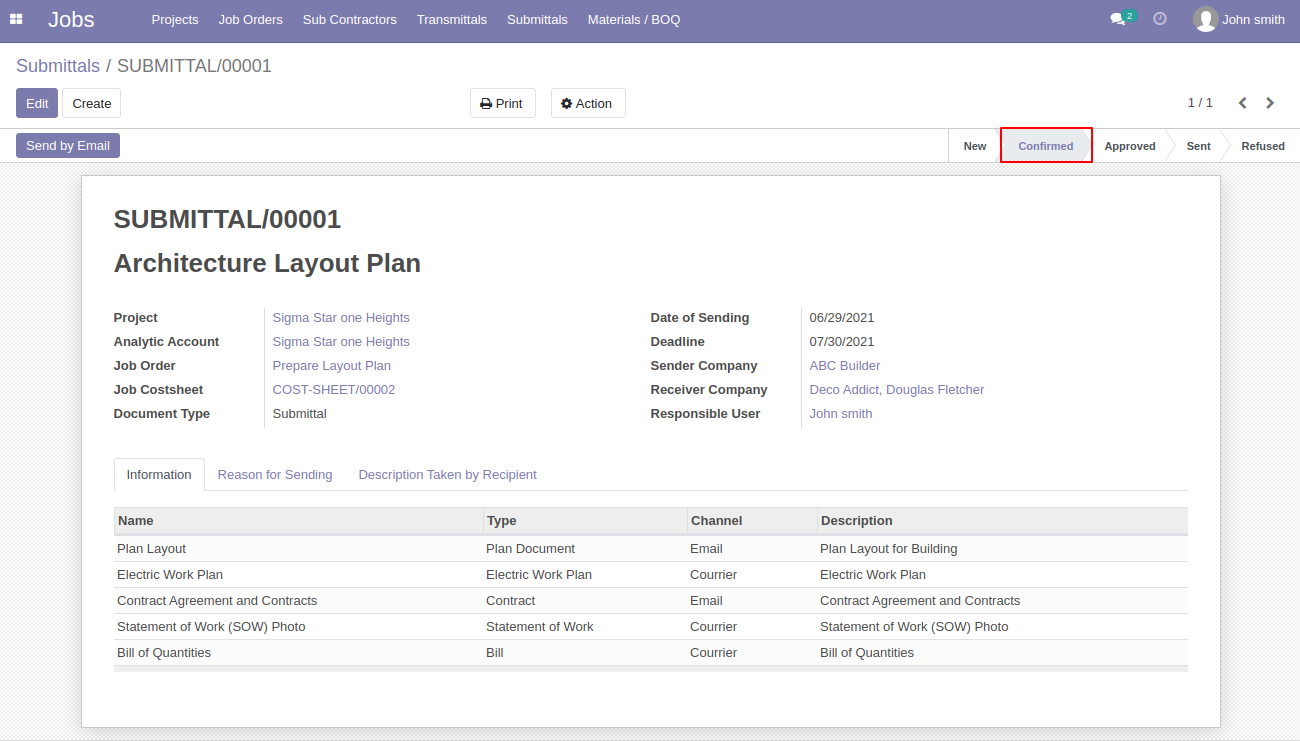 Jobs Projects Job Orders Sub Contractors Transmittals Submittals Materials / BOQ 2 John smith
Submittals / SUBMITTAL/00001
Edit Create Print Action 1 / 1
Send by Email New Confirmed Approved Sent Refused
SUBMITTAL/00001
Architecture Layout Plan
Project Sigma Star one Heights Date of Sending 06/29/2021
Analytic Account Sigma Star one Heights Deadline 07/30/2021
Job Order Prepare Layout Plan Sender Company ABC Builder
Job Costsheet COST-SHEET/00002 Receiver Company Deco Addict, Douglas Fletcher
Document Type Submittal Responsible User John smith
Information Reason for Sending Description Taken by Recipient
Name Type Channel Description
Plan Layout Plan Document Email Plan Layout for Building
Electric Work Plan Electric Work Plan Courrier Electric Work Plan
Contract Agreement and Contracts Contract Email Contract Agreement and Contracts
Statement of Work (SOW) Photo Statement of Work Courrier Statement of Work (SOW) Photo
Bill of Quantities Bill Courrier Bill of Quantities